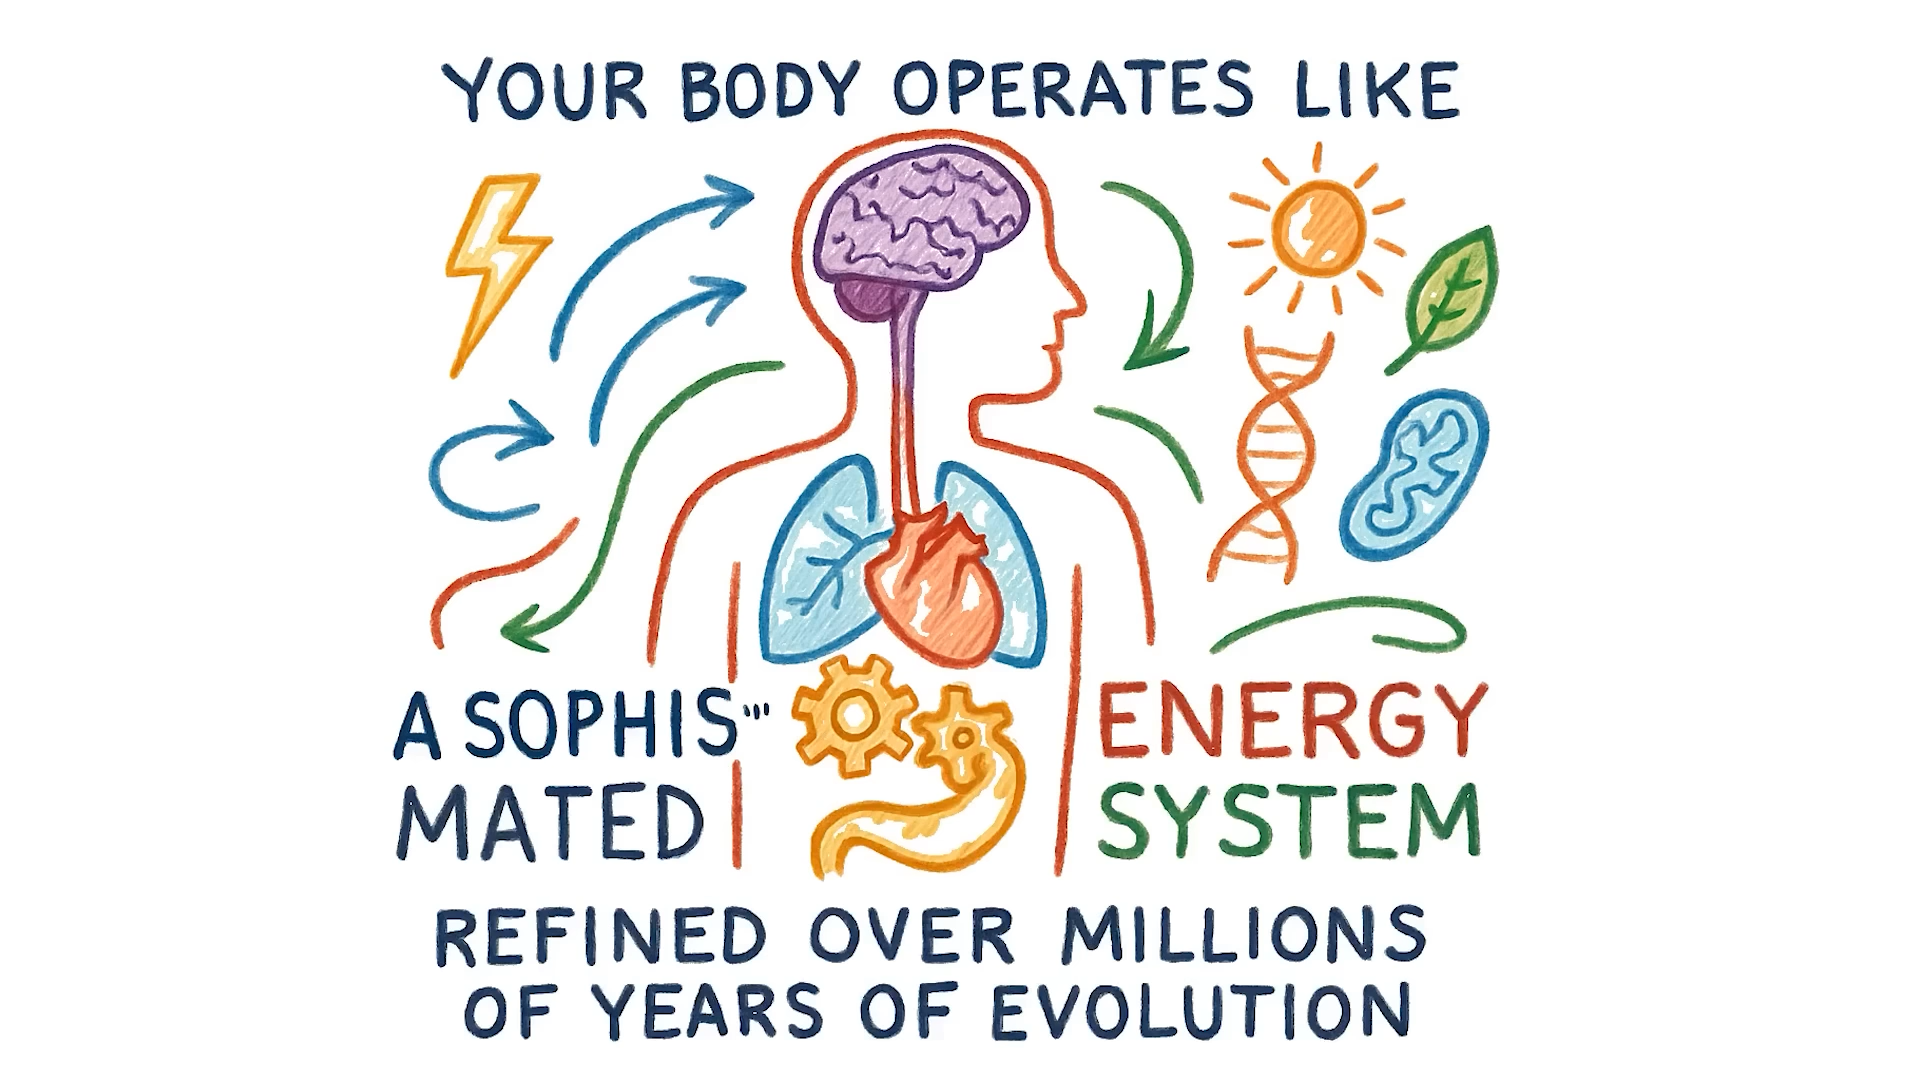 YOUR BODY OPERATES LIKE
A SOPHIS'''
MATED
ENERGY
SYSTEM
REFINED OVER MILLIONS
OF YEARS OF EVOLUTION